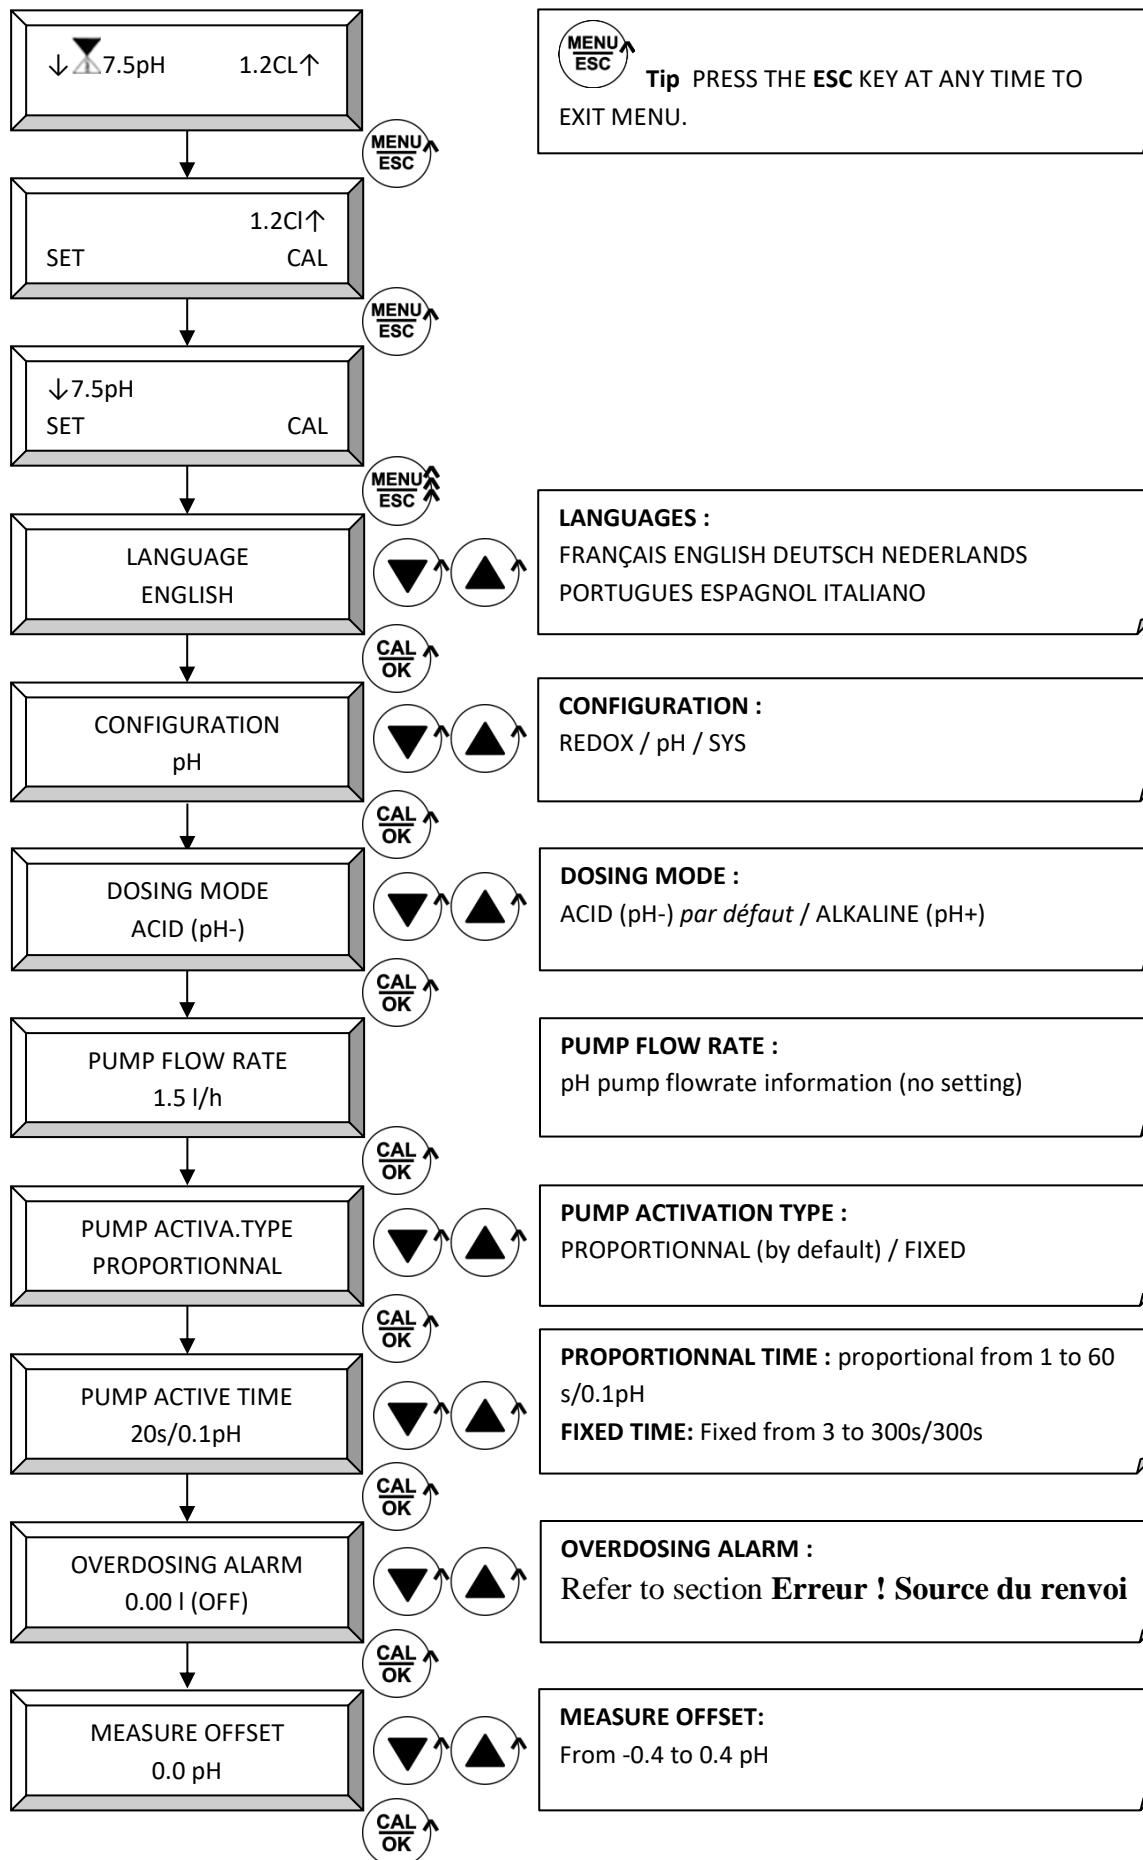 ↓7.5pH 1.2CL↑
MENU
ESC
Tip PRESS THE ESC KEY AT ANY TIME TO
EXIT MENU.
MENU
ESC
1.2Cl↑
SET CAL
MENU
ESC
↓7.5pH
SET CAL
MENU
ESC
LANGUAGE
ENGLISH
LANGUAGES :
FRANÇAIS ENGLISH DEUTSCH NEDERLANDS
PORTUGUES ESPAGNOL ITALIANO
CAL
OK
CONFIGURATION
pH
CONFIGURATION :
REDOX / pH / SYS
CAL
OK
DOSING MODE
ACID (pH-)
DOSING MODE :
ACID (pH-) par défaut / ALKALINE (pH+)
CAL
OK
PUMP FLOW RATE
1.5 l/h
PUMP FLOW RATE :
pH pump flowrate information (no setting)
CAL
OK
PUMP ACTIVA.TYPE
PROPORTIONNAL
PUMP ACTIVATION TYPE :
PROPORTIONNAL (by default) / FIXED
CAL
OK
PUMP ACTIVE TIME
20s/0.1pH
PROPORTIONNAL TIME : proportional from 1 to 60
s/0.1pH
FIXED TIME: Fixed from 3 to 300s/300s
CAL
OK
OVERDOSING ALARM
0.00 l (OFF)
OVERDOSING ALARM :
Refer to section Erreur ! Source du renvoi
CAL
OK
MEASURE OFFSET
0.0 pH
MEASURE OFFSET:
From -0.4 to 0.4 pH
CAL
OK